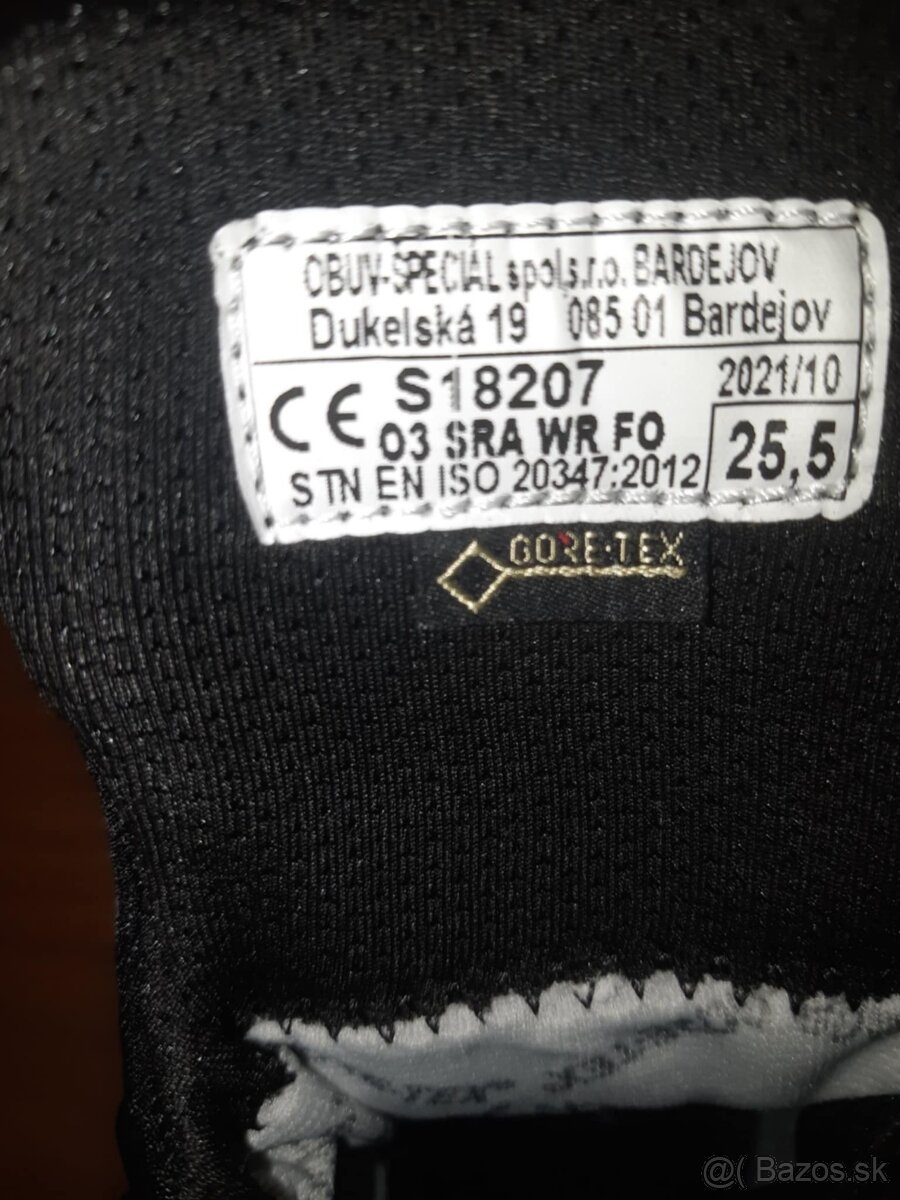 OBUV-SPECIÁL spol.s.r.o. BARDEJOV
Dukelská 19 085 01 Bardejov
CE S18207 2021/10
O3 SRA WR FO
STN EN ISO 20347:2012 25,5
GORE-TEX
-TEX
@( Bazos.sk